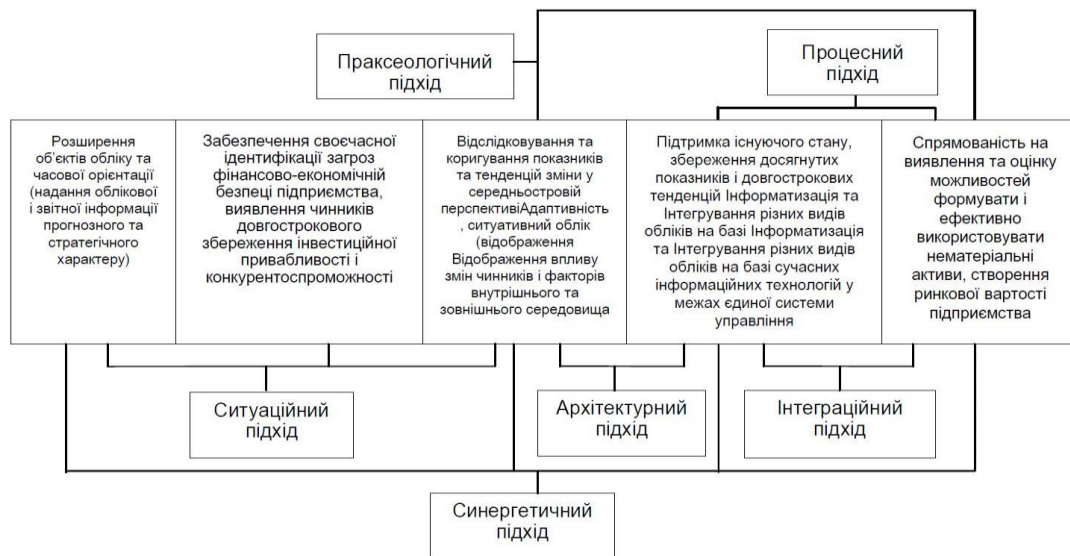 Праксеологічний
підхід
Процесний
підхід
Розширення
об'єктів обліку та
часової орієнтації
(надання облікової
і звітної інформації
прогнозного та
стратегічного
характеру)
Забезпечення своєчасної
ідентифікації загроз
фінансово-економічній
безпеці підприємства,
виявлення чинників
довгострокового
збереження інвестиційної
привабливості і
конкурентоспроможності
Відслідковування та
коригування показників
та тенденцій зміни у
середньостровій
перспективіАдаптивність
, ситуативний облік
(відображення
Відображення впливу
змін чинників і факторів
внутрішнього та
зовнішнього середовища
Підтримка існуючого стану,
збереження досягнутих
показників і довгострокових
тенденцій Інформатизація та
Інтегрування різних видів
обліків на базі Інформатизація
та Інтегрування різних видів
обліків на базі сучасних
інформаційних технологій у
межах єдиної системи
управління
Спрямованість на
виявлення та оцінку
можливостей
формувати і
ефективно
використовувати
нематеріальні
активи, створення
ринкової вартості
підприємства
Ситуаційний
підхід
Архітектурний
підхід
Інтеграційний
підхід
Синергетичний
підхід